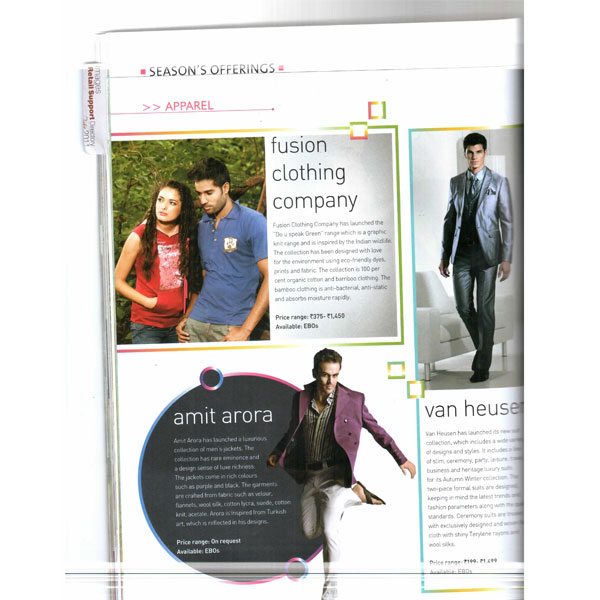 SEASON'S OFFERINGS
>> APPAREL
Images
Retail Support Directory
fusion
clothing
company
Fusion Clothing Company has launched the
"Do u speak Green" range which is a graphic
knit range and is inspired by the Indian wildlife.
The collection has been designed with love
for the environment using eco-friendly dyes,
prints and fabric. The collection is 100 per
cent organic cotton and bamboo clothing. The
bamboo clothing is anti-bacterial, anti-static
and absorbs moisture rapidly.
Price range: ₹375- ₹1,450
Available: EBOs
amit arora
Amit Arora has launched a luxurious
collection of men's jackets. The
collection has rare eminence and
a design sense of luxe richness.
The jackets come in rich colours
such as purple and black. The garments
are crafted from fabric such as velour,
flannels, wool silk, cotton lycra, suede, cotton
knit, acetate. Arora is inspired from Turkish
art, which is reflected in his designs.
Price range: On request
Available: EBOs
van heusen
Van Heusen has launched its new suit
collection, which includes a wide
of designs and styles. It includes a
of slim, ceremony, party, leisure,
business and heritage luxury suits
for its Autumn Winter collection. The
two-piece formal suits are designed
keeping in mind the latest trends and
fashion parameters along with the
standards. Ceremony suits are
with exclusively designed and
cloth with shiny Terylene rayons and
wool silks.
Price range: ₹199- ₹1,499
Available: EBOs